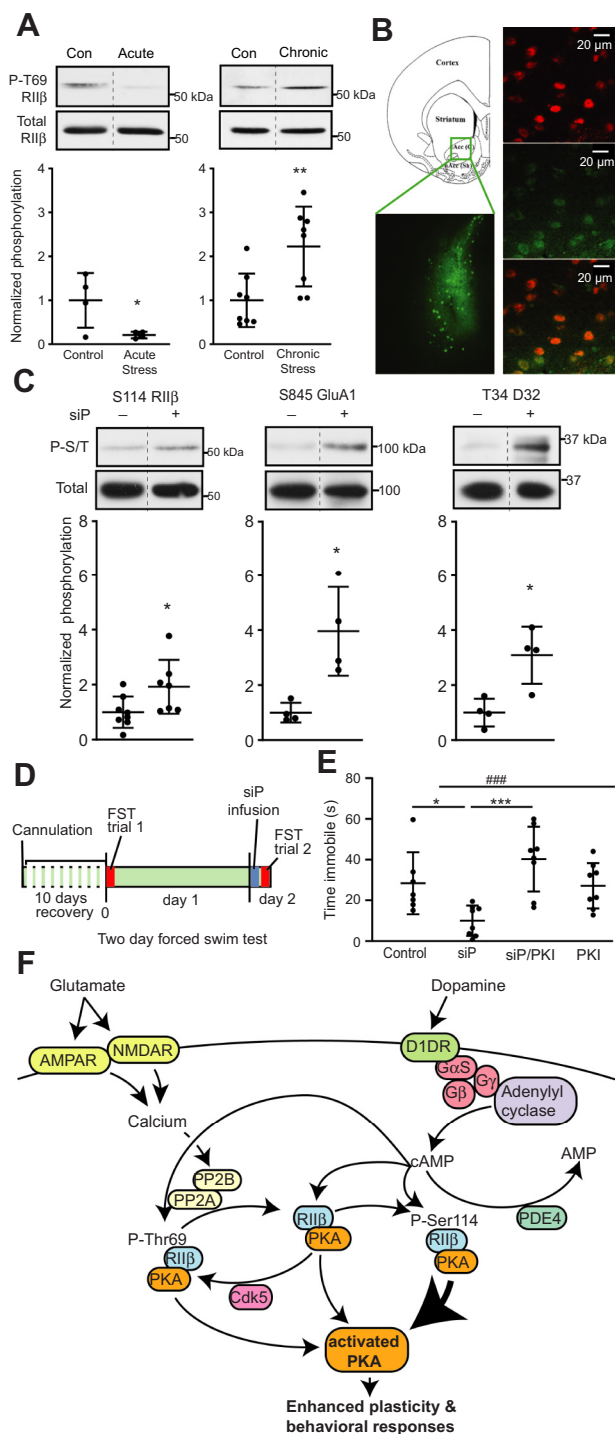 A
Con Acute
Con Chronic
P-T69
RIIβ
50 kDa
50 kDa
Total
RIIβ
50
50
Normalized phosphorylation
4
3
2
1
0
*
Control
Acute
Stress
4
3
2
1
0
**
Control
Chronic
Stress
B
Cortex
Striatum
20 µm
20 µm
20 µm
C
S114 RIIβ
S845 GluA1
T34 D32
siP
– +
– +
– +
P-S/T
50 kDa
100 kDa
37 kDa
Total
50
100
37
Normalized phosphorylation
8
6
4
2
0
*
8
6
4
2
0
*
8
6
4
2
0
*
D
Cannulation
FST
trial 1
siP
infusion
FST
trial 2
10 days
recovery
0
day 1
day 2
Two day forced swim test
E
Time immobile (s)
80
60
40
20
0
###
*
***
Control
siP
siP/PKI
PKI
F
Glutamate
Dopamine
AMPAR
NMDAR
D1DR
GαS
Gβ
Gγ
Adenylyl
cyclase
Calcium
cAMP
AMP
PP2B
PP2A
PDE4
P-Thr69
RIIβ
PKA
RIIβ
PKA
P-Ser114
RIIβ
PKA
Cdk5
activated
PKA
Enhanced plasticity &
behavioral responses